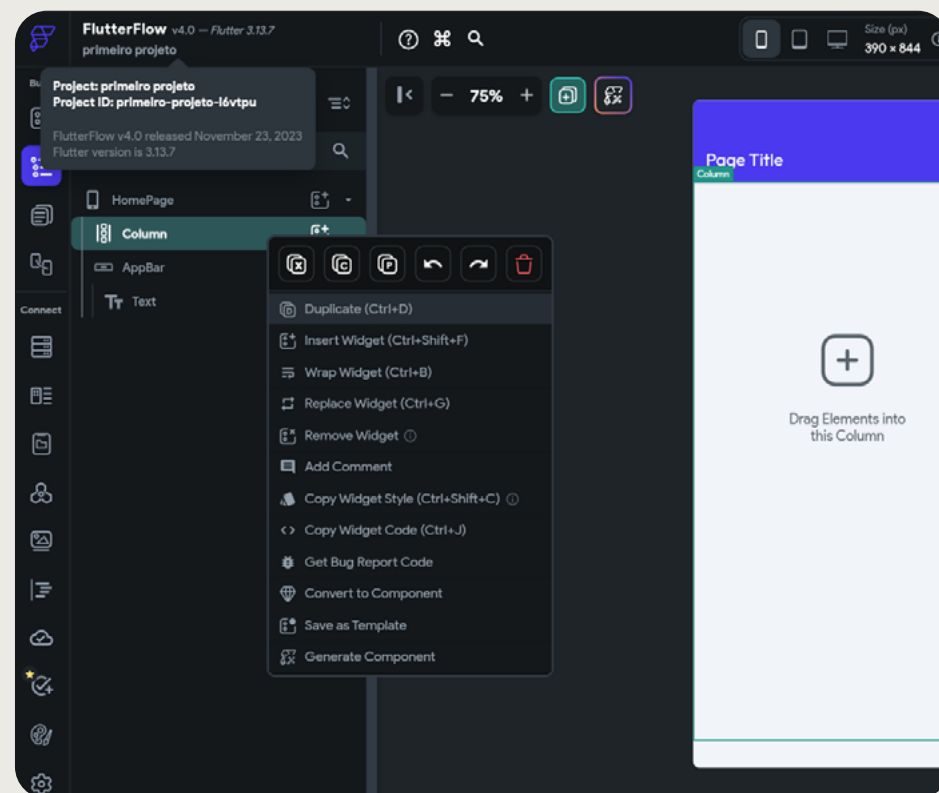 FlutterFlow v4.0 — Flutter 3.13.7
primeiro projeto
Size (px)
390 × 844
Bu
Project: primeiro projeto
Project ID: primeiro-projeto-l6vtpu
FlutterFlow v4.0 released November 23, 2023
Flutter version is 3.13.7
75%
Page Title
Column
HomePage
Column
AppBar
Text
Connect
Duplicate (Ctrl+D)
Insert Widget (Ctrl+Shift+F)
Wrap Widget (Ctrl+B)
Replace Widget (Ctrl+G)
Remove Widget
Add Comment
Copy Widget Style (Ctrl+Shift+C)
Copy Widget Code (Ctrl+J)
Get Bug Report Code
Convert to Component
Save as Template
Generate Component
Drag Elements into
this Column